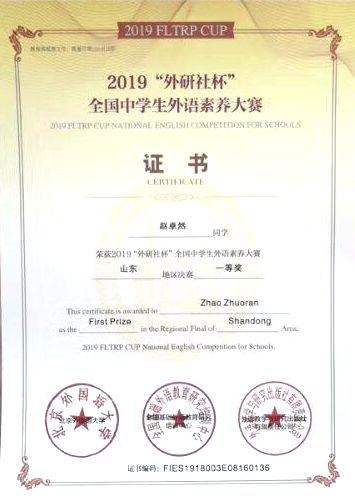 2019 FLTRP CUP
2019“外研社杯”
全国中学生外语素养大赛
2019 FLTRP CUP NATIONAL ENGLISH COMPETITION FOR SCHOOLS
证 书
CERTIFICATE
赵卓然 同学
荣获2019“外研社杯”全国中学生外语素养大赛
山东 地区决赛 一等奖
This certificate is awarded to Zhao Zhuoran
as the First Prize in the Regional Final of Shandong Area.
2019 FLTRP CUP National English Competition for Schools.
北京外国语大学
证书编码: FIES1918003E08160136